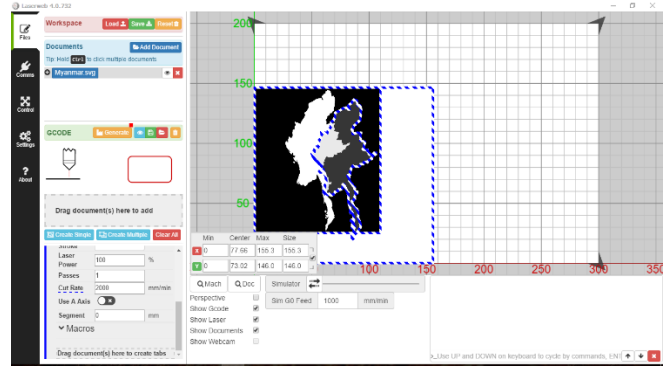 Laserweb 4.0.732
Files
Comms
Control
Settings
About
Workspace
Load
Save
Reset
Documents
Add Document
Tip: Hold Ctrl to click multiple documents
Myanmar.svg
GCODE
Generate
Drag document(s) here to add
Create Single
Create Multiple
Clear All
Laser
Power
100
%
Passes
1
Cut Rate
2000
mm/min
Use A Axis
Segment
0
mm
Macros
Drag document(s) here to create tabs
200
150
100
50
100
150
200
250
300
350
Min Center Max Size
X 0 77.66 155.3 155.3
Y 0 73.02 146.0 146.0
Mach
Doc
Simulator
Perspective
Show Gcode
Show Laser
Show Documents
Show Webcam
Sim G0 Feed 1000 mm/min
Use UP and DOWN on keyboard to cycle by commands, ENT